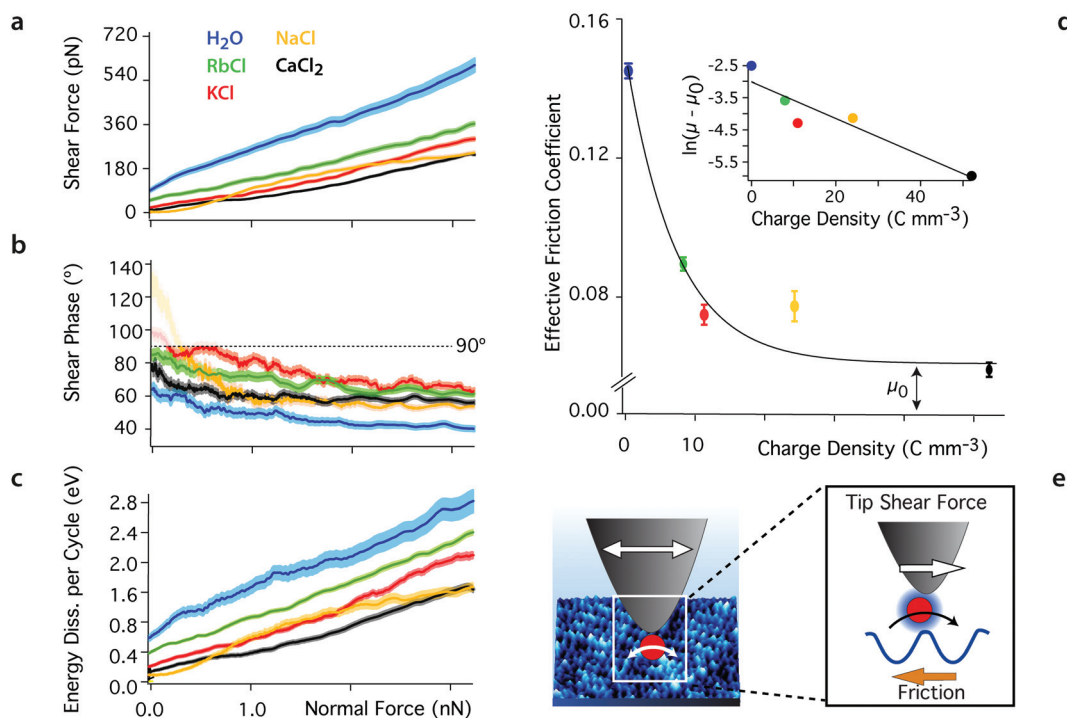 a
720
540
360
180
0
Shear Force (pN)
H₂O
NaCl
RbCl
CaCl₂
KCl
b
140
120
100
80
60
40
Shear Phase (°)
90°
c
2.8
2.4
2.0
1.6
0.8
0.4
0.0
Energy Diss. per Cycle (eV)
0.0
1.0
Normal Force (nN)
d
0.16
0.12
0.08
0.00
Effective Friction Coefficient
μ₀
0
10
Charge Density (C mm⁻³)
-2.5
-3.5
-4.5
-5.5
ln(μ - μ₀)
0
20
40
Charge Density (C mm⁻³)
e
Tip Shear Force
Friction